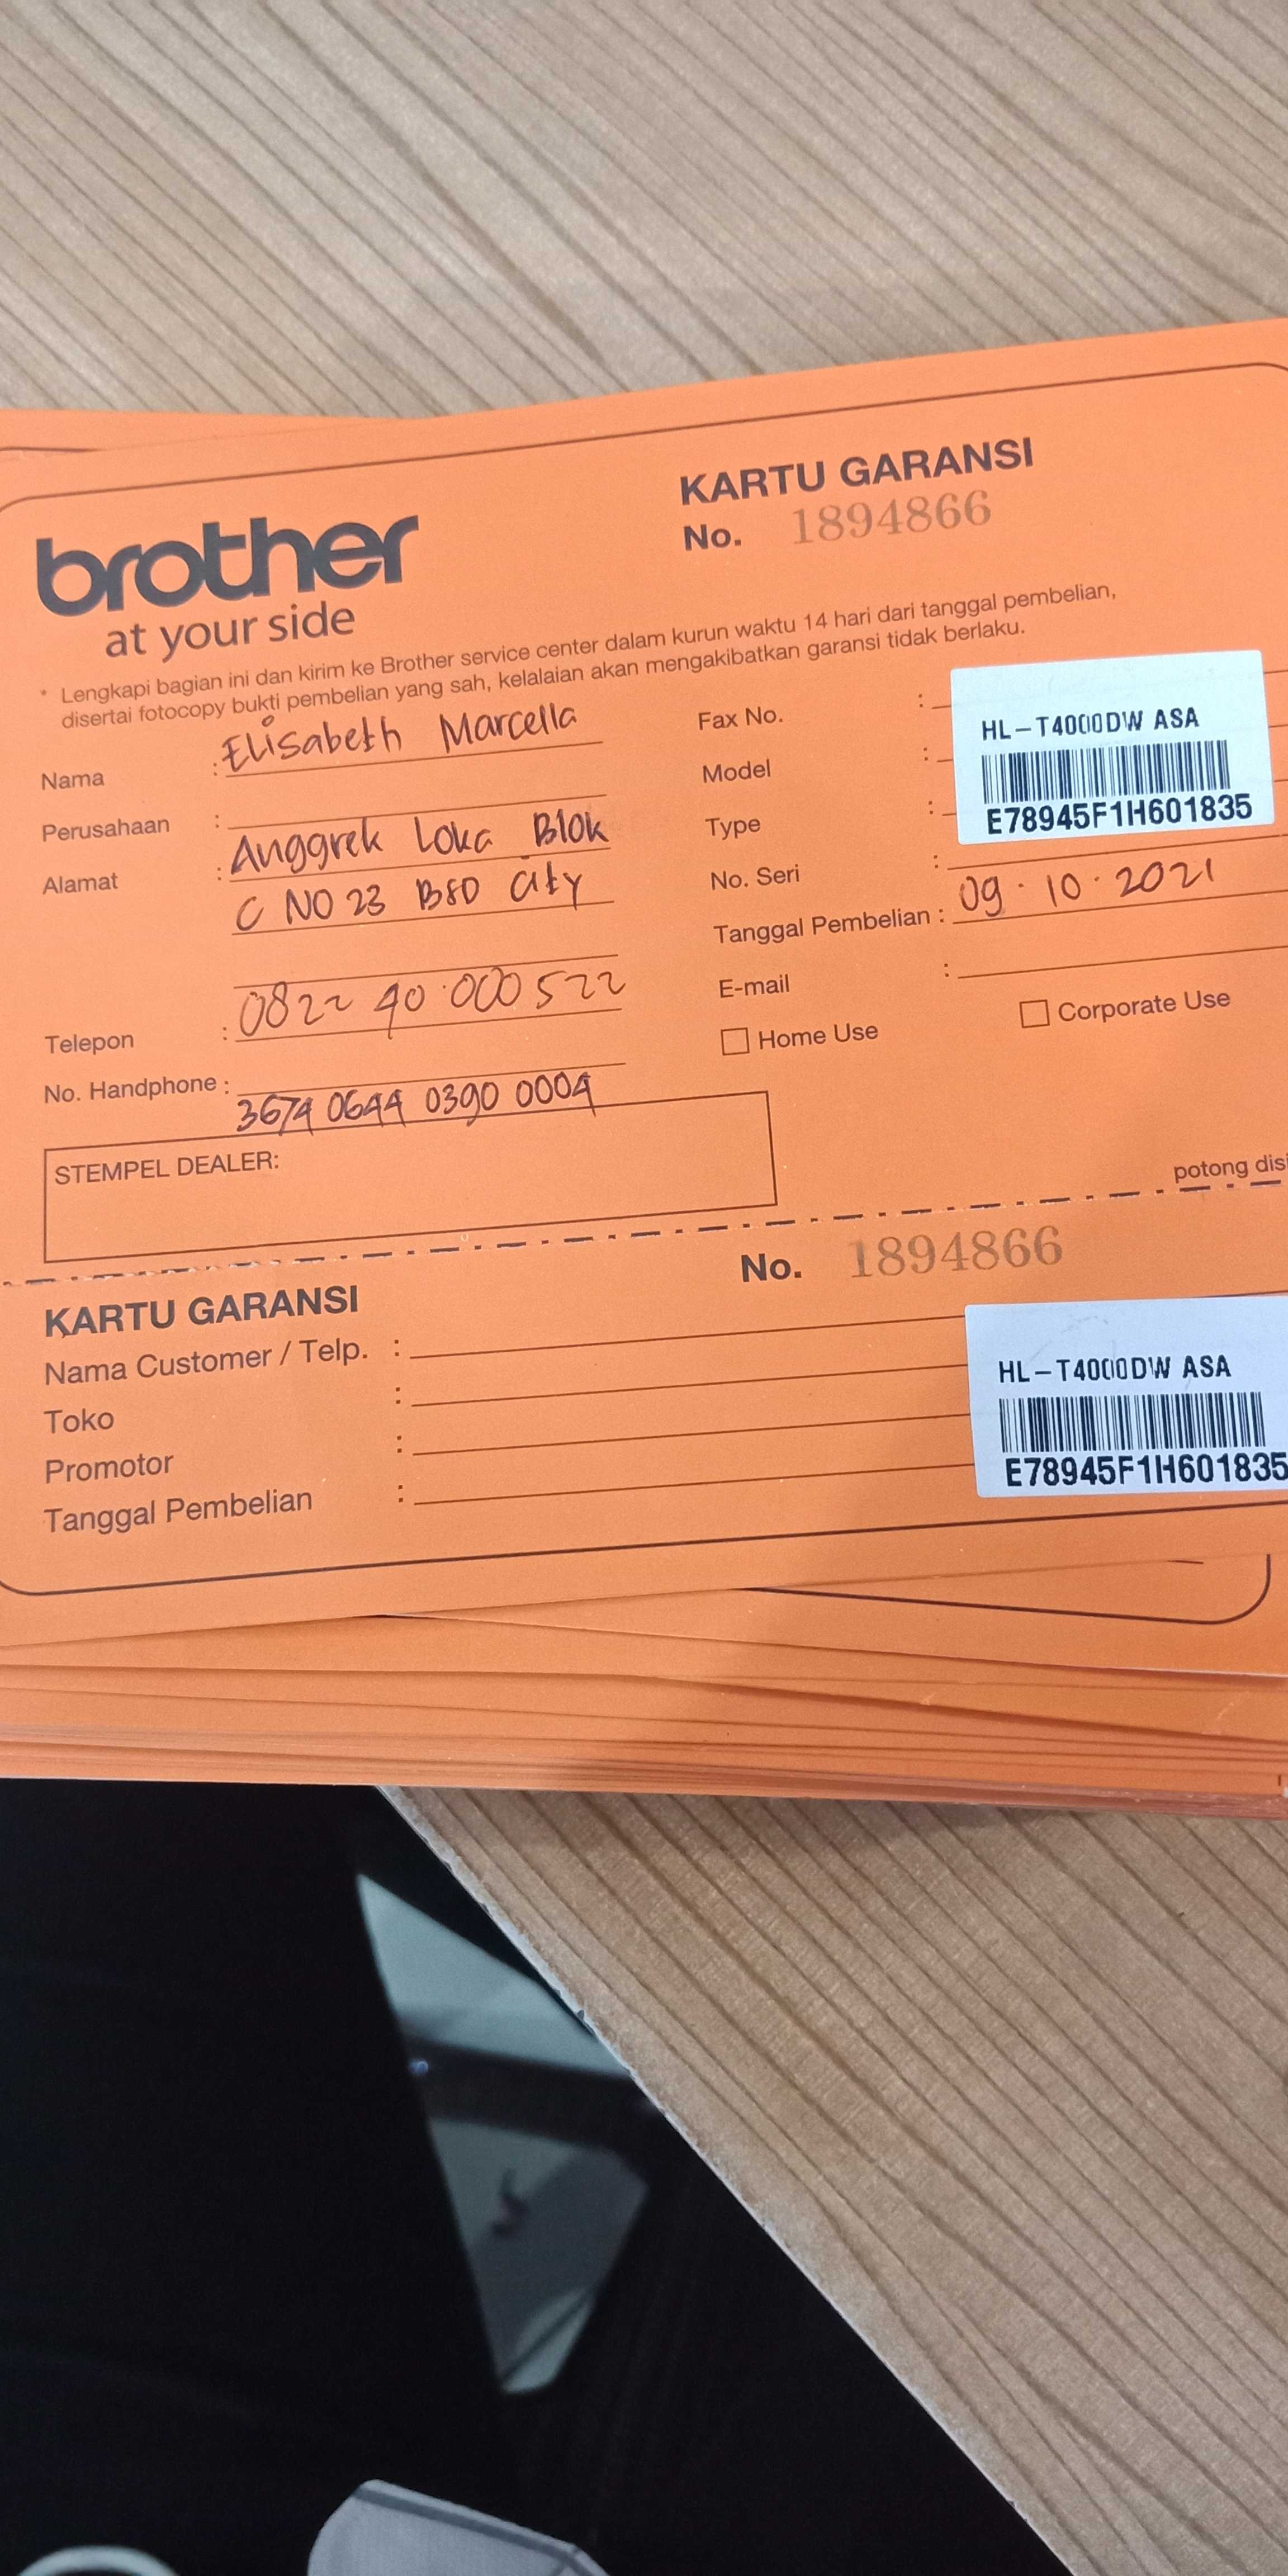 KARTU GARANSI
No. 1894866
brother
at your side
* Lengkapi bagian ini dan kirim ke Brother service center dalam kurun waktu 14 hari dari tanggal pembelian,
disertai fotocopy bukti pembelian yang sah, kelalaian akan mengakibatkan garansi tidak berlaku.
Nama : Elisabeth Marcella
Perusahaan :
Alamat : Anggrek Loka Blok
C NO 23 BSD City
Telepon : 0822 40 000 522
No. Handphone : 3674 0644 0390 0004
Fax No. :
Model :
Type :
No. Seri :
HL-T4000DW ASA
E78945F1H601835
Tanggal Pembelian : 09 · 10 · 2021
E-mail :
Home Use Corporate Use
STEMPEL DEALER:
potong disi
KARTU GARANSI No. 1894866
Nama Customer / Telp. :
Toko :
Promotor :
Tanggal Pembelian :
HL-T4000DW ASA
E78945F1H601835